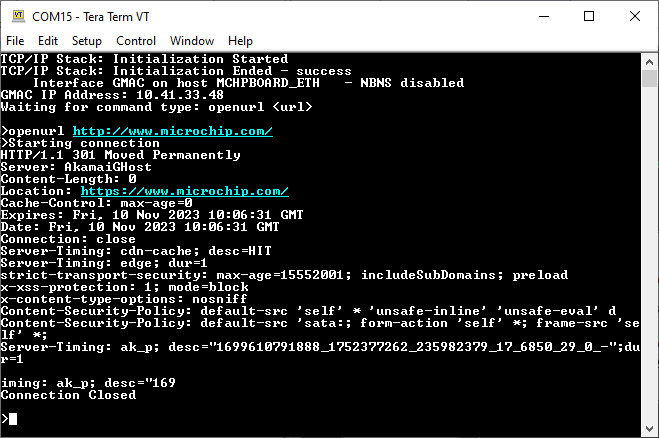 COM15 - Tera Term VT
File Edit Setup Control Window Help
TCP/IP Stack: Initialization Started
TCP/IP Stack: Initialization Ended - success
    Interface GMAC on host MCHPBOARD_ETH   - NBNS disabled
GMAC IP Address: 10.41.33.48
Waiting for command type: openurl <url>
>openurl http://www.microchip.com/
>Starting connection
HTTP/1.1 301 Moved Permanently
Server: AkamaiGHost
Content-Length: 0
Location: https://www.microchip.com/
Cache-Control: max-age=0
Expires: Fri, 10 Nov 2023 10:06:31 GMT
Date: Fri, 10 Nov 2023 10:06:31 GMT
Connection: close
Server-Timing: cdn-cache; desc=HIT
Server-Timing: edge; dur=1
strict-transport-security: max-age=15552001; includeSubDomains; preload
x-xss-protection: 1; mode=block
x-content-type-options: nosniff
Content-Security-Policy: default-src 'self' * 'unsafe-inline' 'unsafe-eval' d
Content-Security-Policy: default-src 'sata:; form-action 'self' *; frame-src 'se
lf' *;
Server-Timing: ak_p; desc="1699610791888_1752377262_235982379_17_6850_29_0_-";du
r=1
iming: ak_p; desc="169
Connection Closed
>